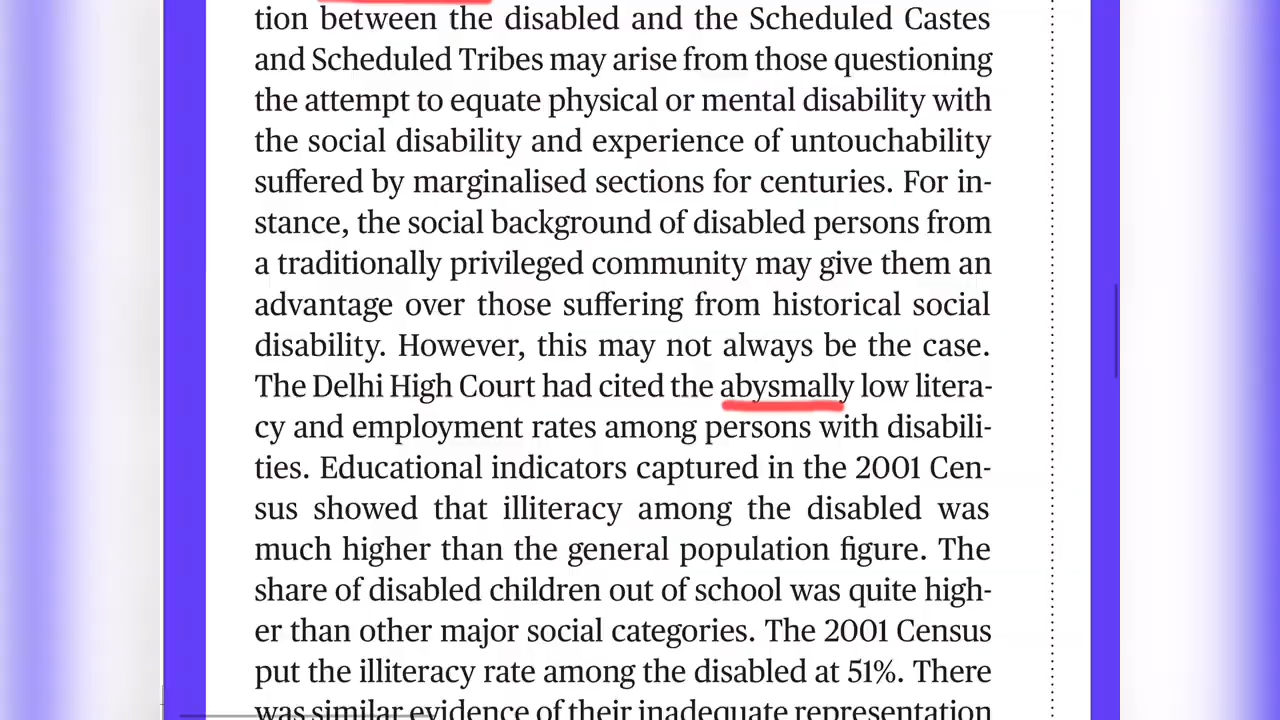 tion between the disabled and the Scheduled Castes
and Scheduled Tribes may arise from those questioning
the attempt to equate physical or mental disability with
the social disability and experience of untouchability
suffered by marginalised sections for centuries. For in-
stance, the social background of disabled persons from
a traditionally privileged community may give them an
advantage over those suffering from historical social
disability. However, this may not always be the case.
The Delhi High Court had cited the abysmally low litera-
cy and employment rates among persons with disabili-
ties. Educational indicators captured in the 2001 Cen-
sus showed that illiteracy among the disabled was
much higher than the general population figure. The
share of disabled children out of school was quite high-
er than other major social categories. The 2001 Census
put the illiteracy rate among the disabled at 51%. There
was similar evidence of their inadequate representation